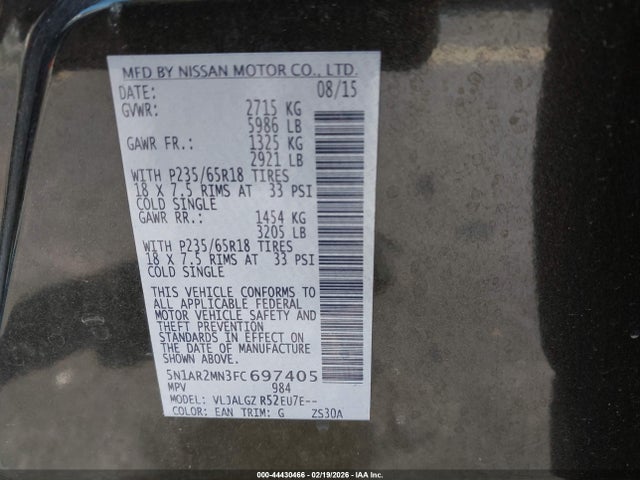 MFD BY NISSAN MOTOR CO., LTD.
DATE: 08/15
GVWR: 2715 KG
5986 LB
GAWR FR.: 1325 KG
2921 LB
WITH P235/65R18 TIRES
18 X 7.5 RIMS AT 33 PSI
COLD SINGLE
GAWR RR.: 1454 KG
3205 LB
WITH P235/65R18 TIRES
18 X 7.5 RIMS AT 33 PSI
COLD SINGLE
THIS VEHICLE CONFORMS TO
ALL APPLICABLE FEDERAL
MOTOR VEHICLE SAFETY AND
THEFT PREVENTION
STANDARDS IN EFFECT ON
THE DATE OF MANUFACTURE
SHOWN ABOVE.
5N1AR2MN3FC697405
MPV 984
MODEL: VLJALGZ R52EU7E--
COLOR: EAN TRIM: G ZS30A
000-44430466 - 02/19/2026 - IAA Inc.